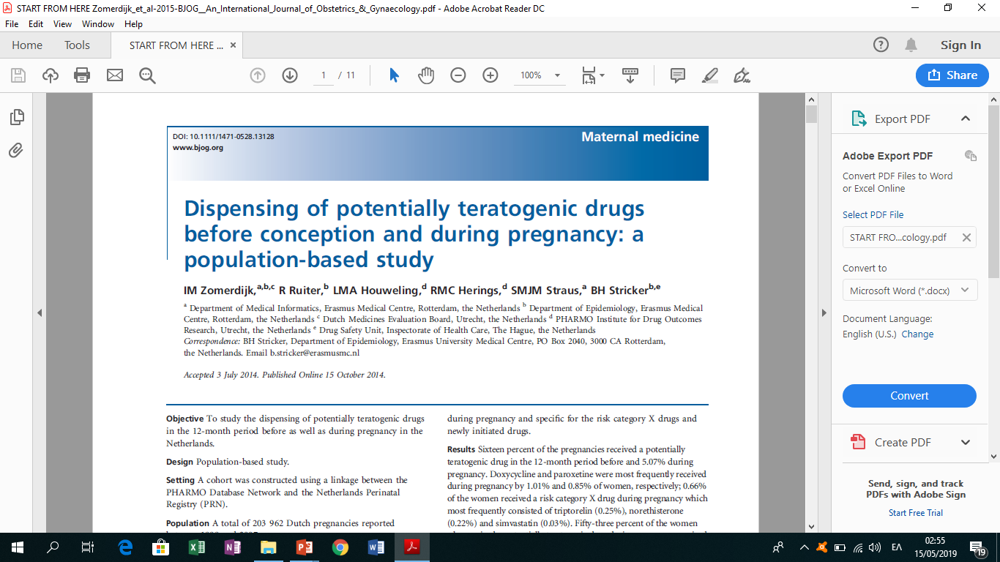 START FROM HERE Zomerdijk_et_al-2015-BJOG__An_International_Journal_of_Obstetrics_&_Gynaecology.pdf - Adobe Acrobat Reader DC
File Edit View Window Help
Home Tools START FROM HERE ... Sign In
1 / 11 100% Share
DOI: 10.1111/1471-0528.13128
www.bjog.org
Maternal medicine
Dispensing of potentially teratogenic drugs
before conception and during pregnancy: a
population-based study
IM Zomerdijk,a,b,c R Ruiter,b LMA Houweling,d RMC Herings,d SMJM Straus,a BH Strickerb,e
a Department of Medical Informatics, Erasmus Medical Centre, Rotterdam, the Netherlands b Department of Epidemiology, Erasmus Medical
Centre, Rotterdam, the Netherlands c Dutch Medicines Evaluation Board, Utrecht, the Netherlands d PHARMO Institute for Drug Outcomes
Research, Utrecht, the Netherlands e Drug Safety Unit, Inspectorate of Health Care, The Hague, the Netherlands
Correspondence: BH Stricker, Department of Epidemiology, Erasmus University Medical Centre, PO Box 2040, 3000 CA Rotterdam,
the Netherlands. Email b.stricker@erasmusmc.nl
Accepted 3 July 2014. Published Online 15 October 2014.
Objective To study the dispensing of potentially teratogenic drugs
in the 12-month period before as well as during pregnancy in the
Netherlands.
Design Population-based study.
Setting A cohort was constructed using a linkage between the
PHARMO Database Network and the Netherlands Perinatal
Registry (PRN).
Population A total of 203 962 Dutch pregnancies reported
during pregnancy and specific for the risk category X drugs and
newly initiated drugs.
Results Sixteen percent of the pregnancies received a potentially
teratogenic drug in the 12-month period before and 5.07% during
pregnancy. Doxycycline and paroxetine were most frequently received
during pregnancy by 1.01% and 0.85% of women, respectively; 0.66%
of the women received a risk category X drug during pregnancy which
most frequently consisted of triptorelin (0.25%), norethisterone
(0.22%) and simvastatin (0.03%). Fifty-three percent of the women
Export PDF
Adobe Export PDF
Convert PDF Files to Word
or Excel Online
Select PDF File
START FRO...cology.pdf
Convert to
Microsoft Word (*.docx)
Document Language:
English (U.S.) Change
Convert
Create PDF
Send, sign, and track
PDFs with Adobe Sign
Start Free Trial
ΕΛ
02:55
15/05/2019
19